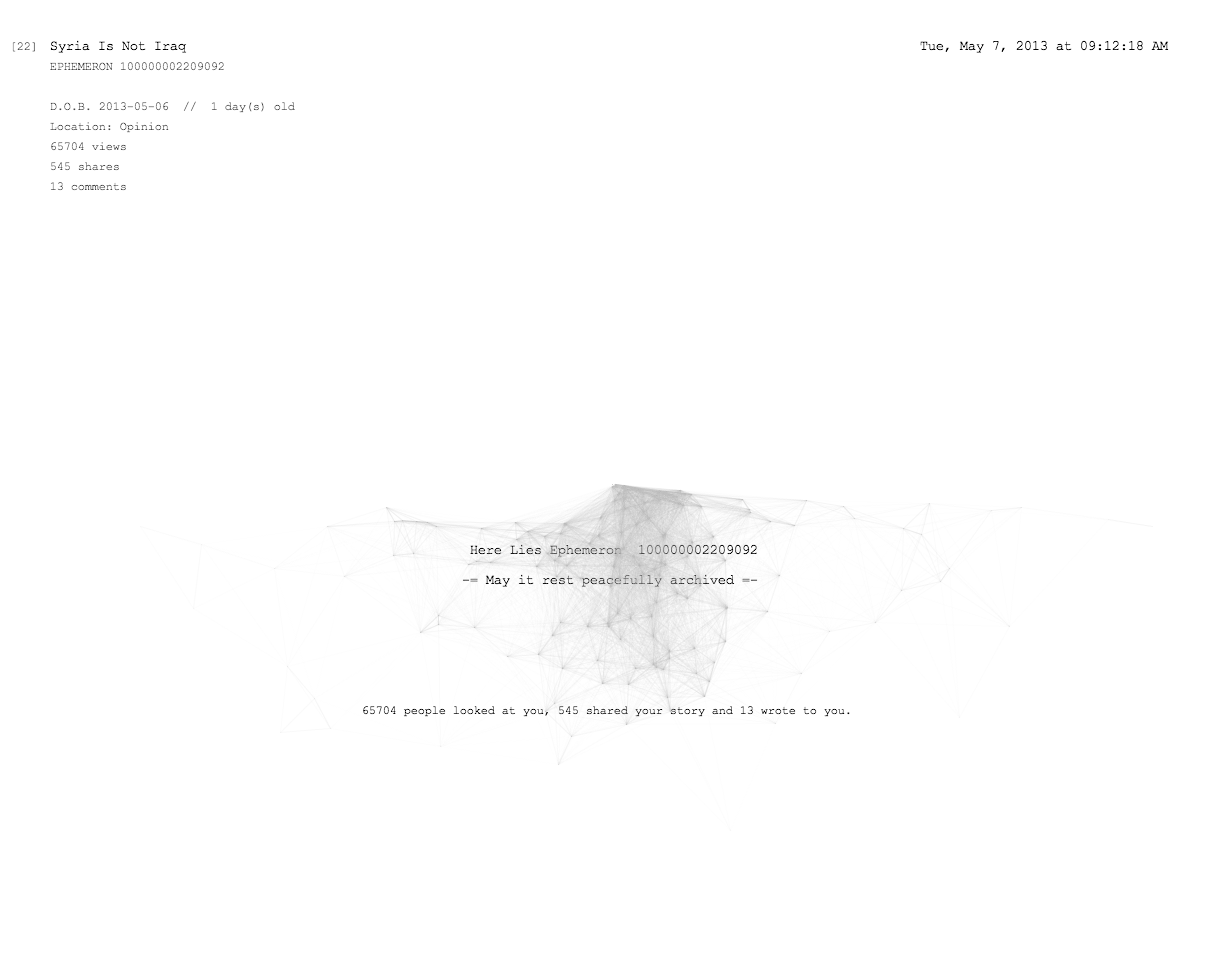 [22] Syria Is Not Iraq
Tue, May 7, 2013 at 09:12:18 AM
EPHEMERON 100000002209092
D.O.B. 2013-05-06 // 1 day(s) old
Location: Opinion
65704 views
545 shares
13 comments
Here Lies Ephemeron 100000002209092
-= May it rest peacefully archived =-
65704 people looked at you, 545 shared your story and 13 wrote to you.